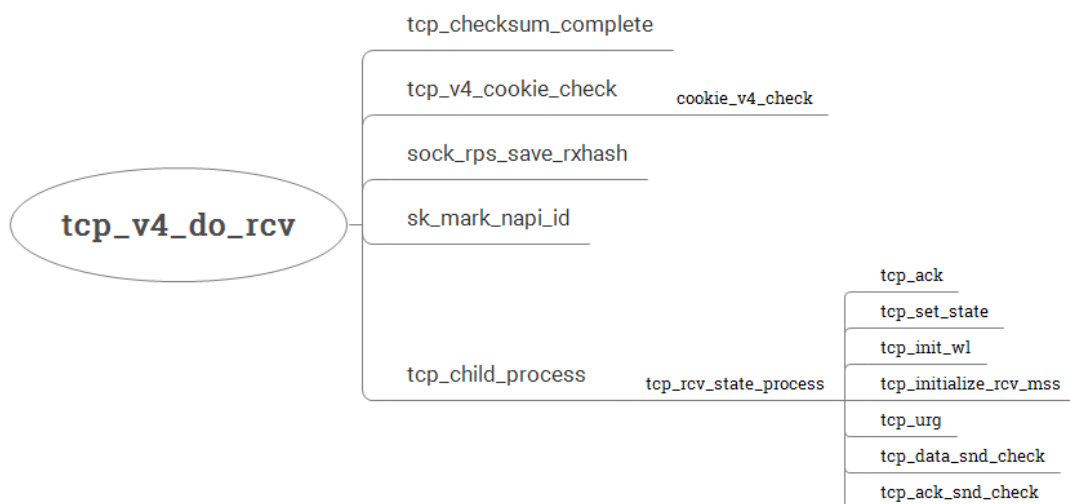 tcp_v4_do_rcv
tcp_checksum_complete
tcp_v4_cookie_check
cookie_v4_check
sock_rps_save_rxhash
sk_mark_napi_id
tcp_child_process
tcp_rcv_state_process
tcp_ack
tcp_set_state
tcp_init_wl
tcp_initialize_rcv_mss
tcp_urg
tcp_data_snd_check
tcp_ack_snd_check